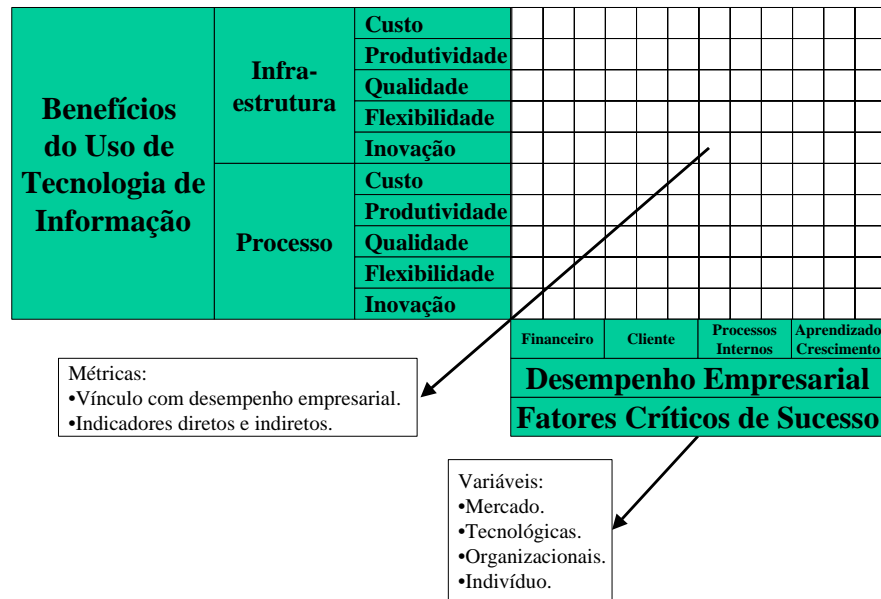 Benefícios
do Uso de
Tecnologia de
Informação
Infra-
estrutura
Custo
Produtividade
Qualidade
Flexibilidade
Inovação
Processo
Custo
Produtividade
Qualidade
Flexibilidade
Inovação
Financeiro
Cliente
Processos
Internos
Aprendizado
Crescimento
Desempenho Empresarial
Fatores Críticos de Sucesso
Métricas:
•Vínculo com desempenho empresarial.
•Indicadores diretos e indiretos.
Variáveis:
•Mercado.
•Tecnológicas.
•Organizacionais.
•Indivíduo.